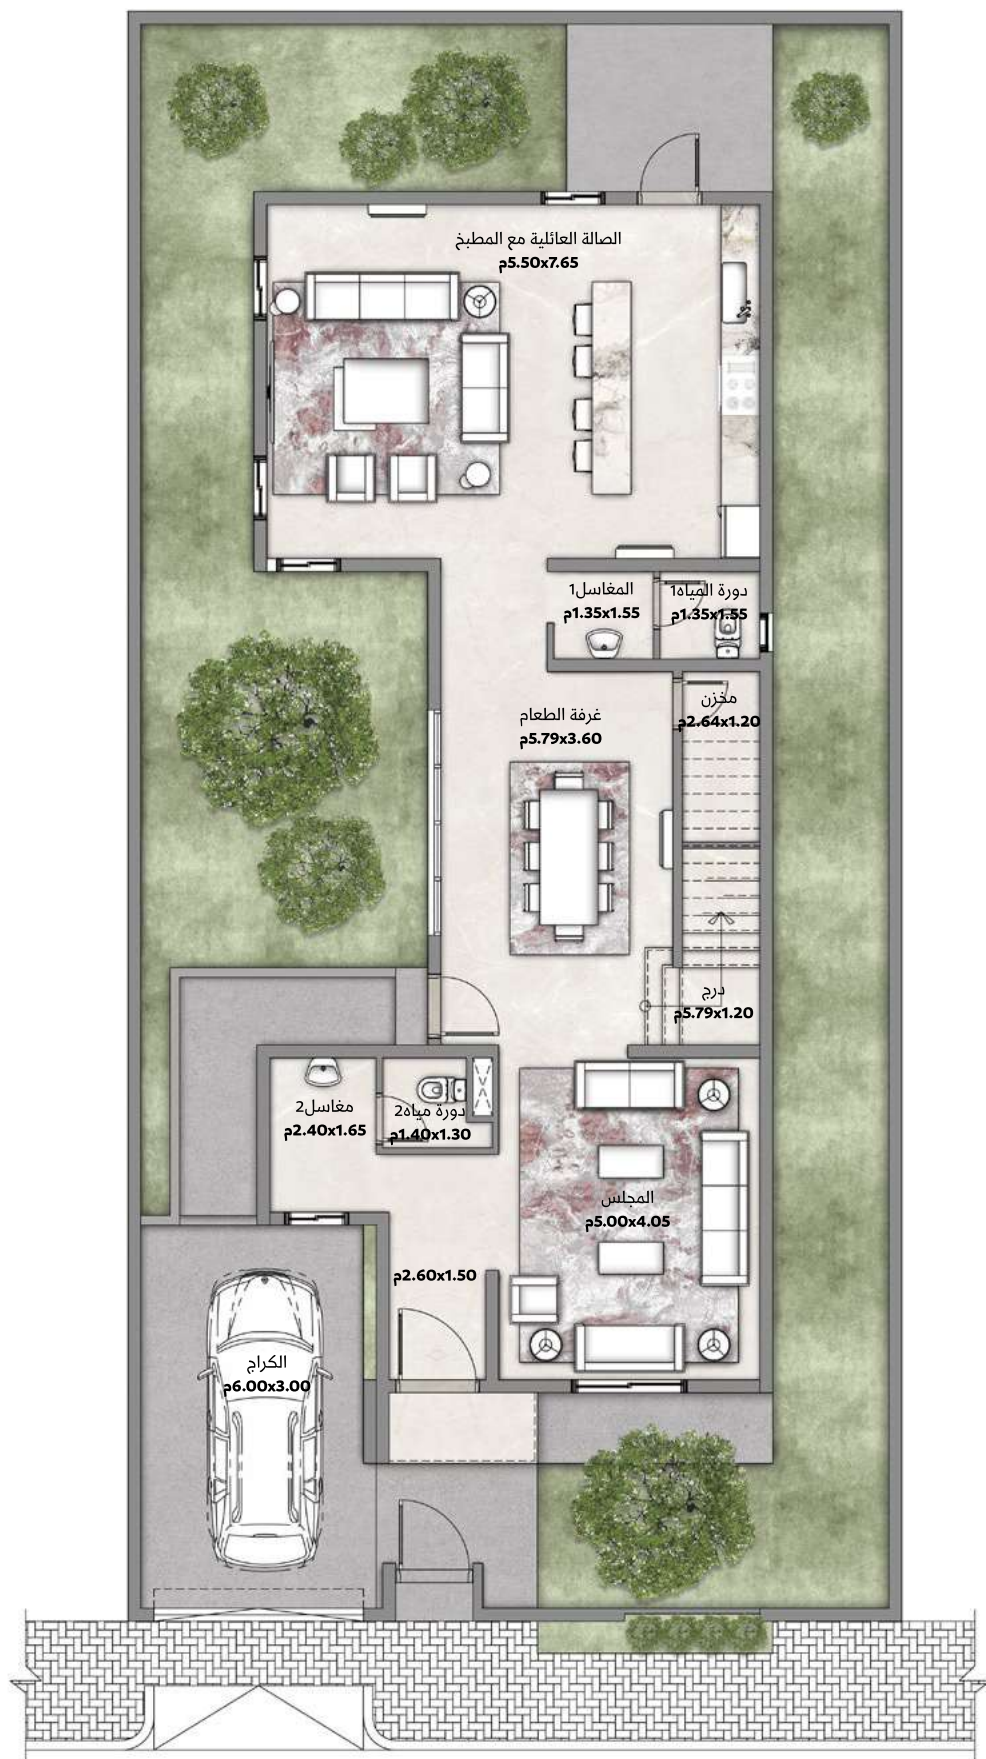 الصالة العائلية مع المطبخ
5.50x7.65م
المغاسل1
1.35x1.55م
دورة المياه1
1.35x1.55م
مخزن
2.64x1.20م
غرفة الطعام
5.79x3.60م
درج
5.79x1.20م
مغاسل2
2.40x1.65م
دورة مياه2
1.40x1.30م
المجلس
5.00x4.05م
2.60x1.50م
الكراج
6.00x3.00م